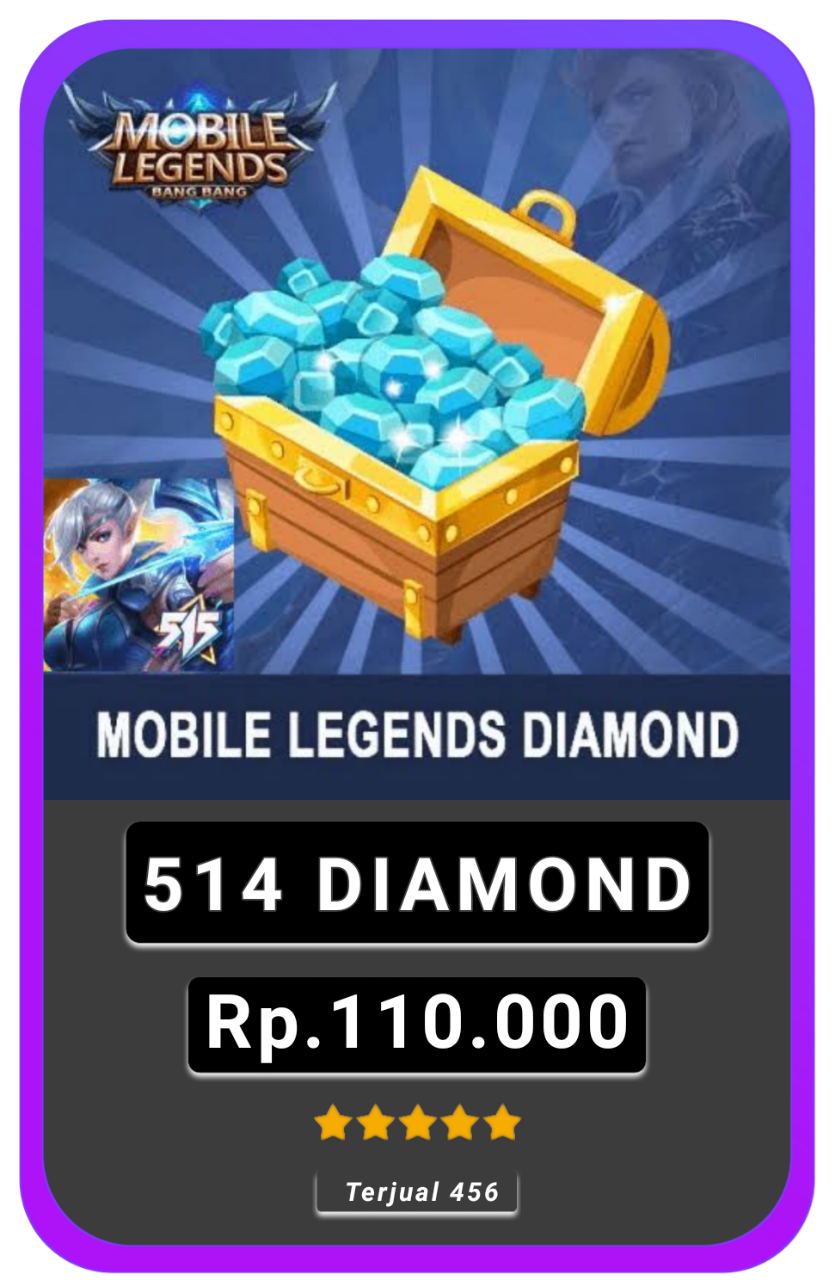 MOBILE
LEGENDS
BANG BANG
515
MOBILE LEGENDS DIAMOND
514 DIAMOND
Rp.110.000
Terjual 456